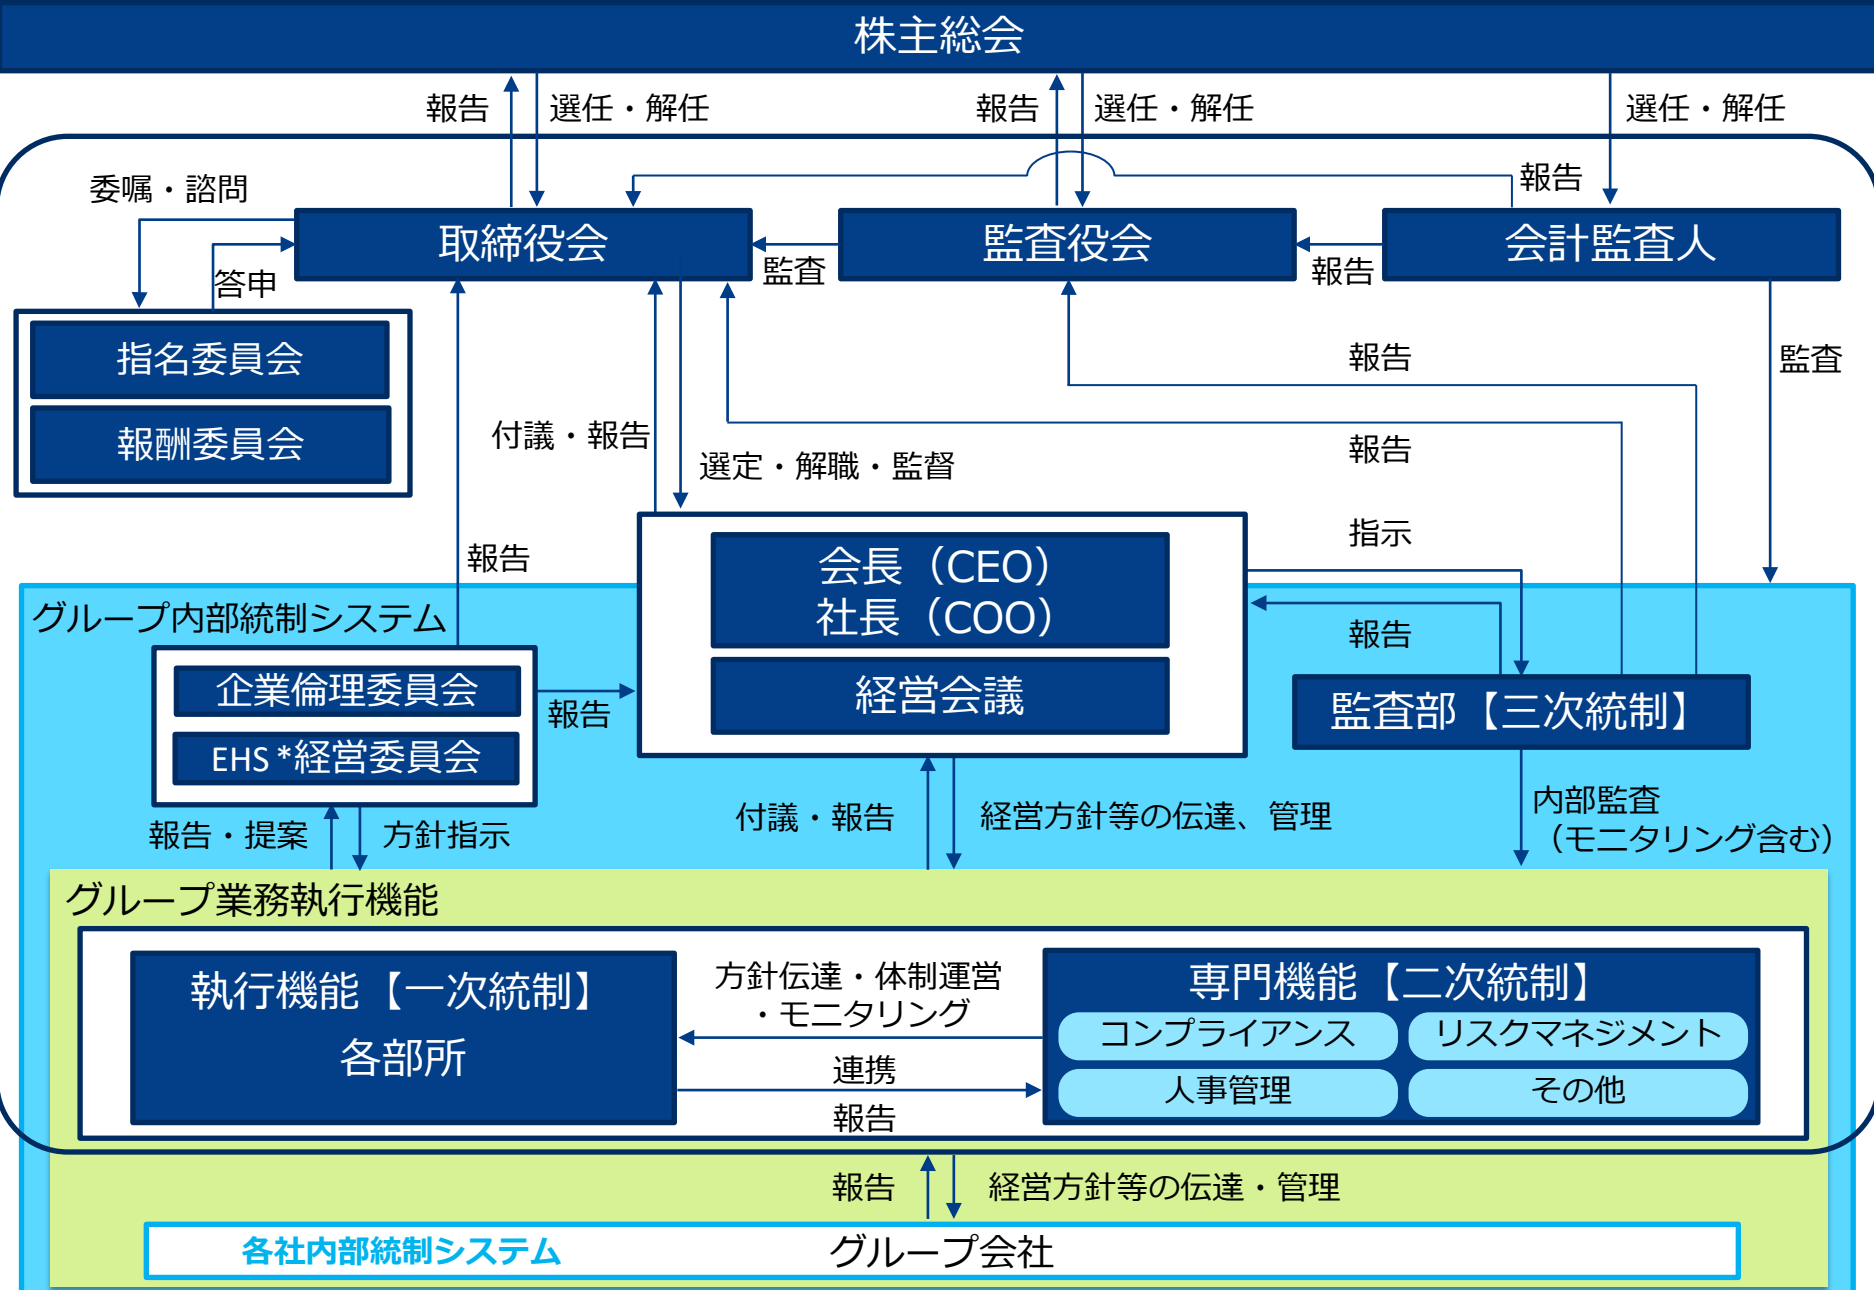 株主総会
報告
選任・解任
報告
選任・解任
選任・解任
委嘱・諮問
報告
取締役会
監査役会
会計監査人
答申
監査
報告
指名委員会
報酬委員会
報告
監査
付議・報告
報告
選定・解職・監督
指示
報告
会長（CEO）
社長（COO）
経営会議
グループ内部統制システム
報告
企業倫理委員会
EHS*経営委員会
報告
監査部【三次統制】
報告・提案
方針指示
付議・報告
経営方針等の伝達、管理
内部監査
（モニタリング含む）
グループ業務執行機能
執行機能【一次統制】
各部所
方針伝達・体制運営
・モニタリング
連携
報告
専門機能【二次統制】
コンプライアンス
リスクマネジメント
人事管理
その他
報告
経営方針等の伝達・管理
各社内部統制システム
グループ会社